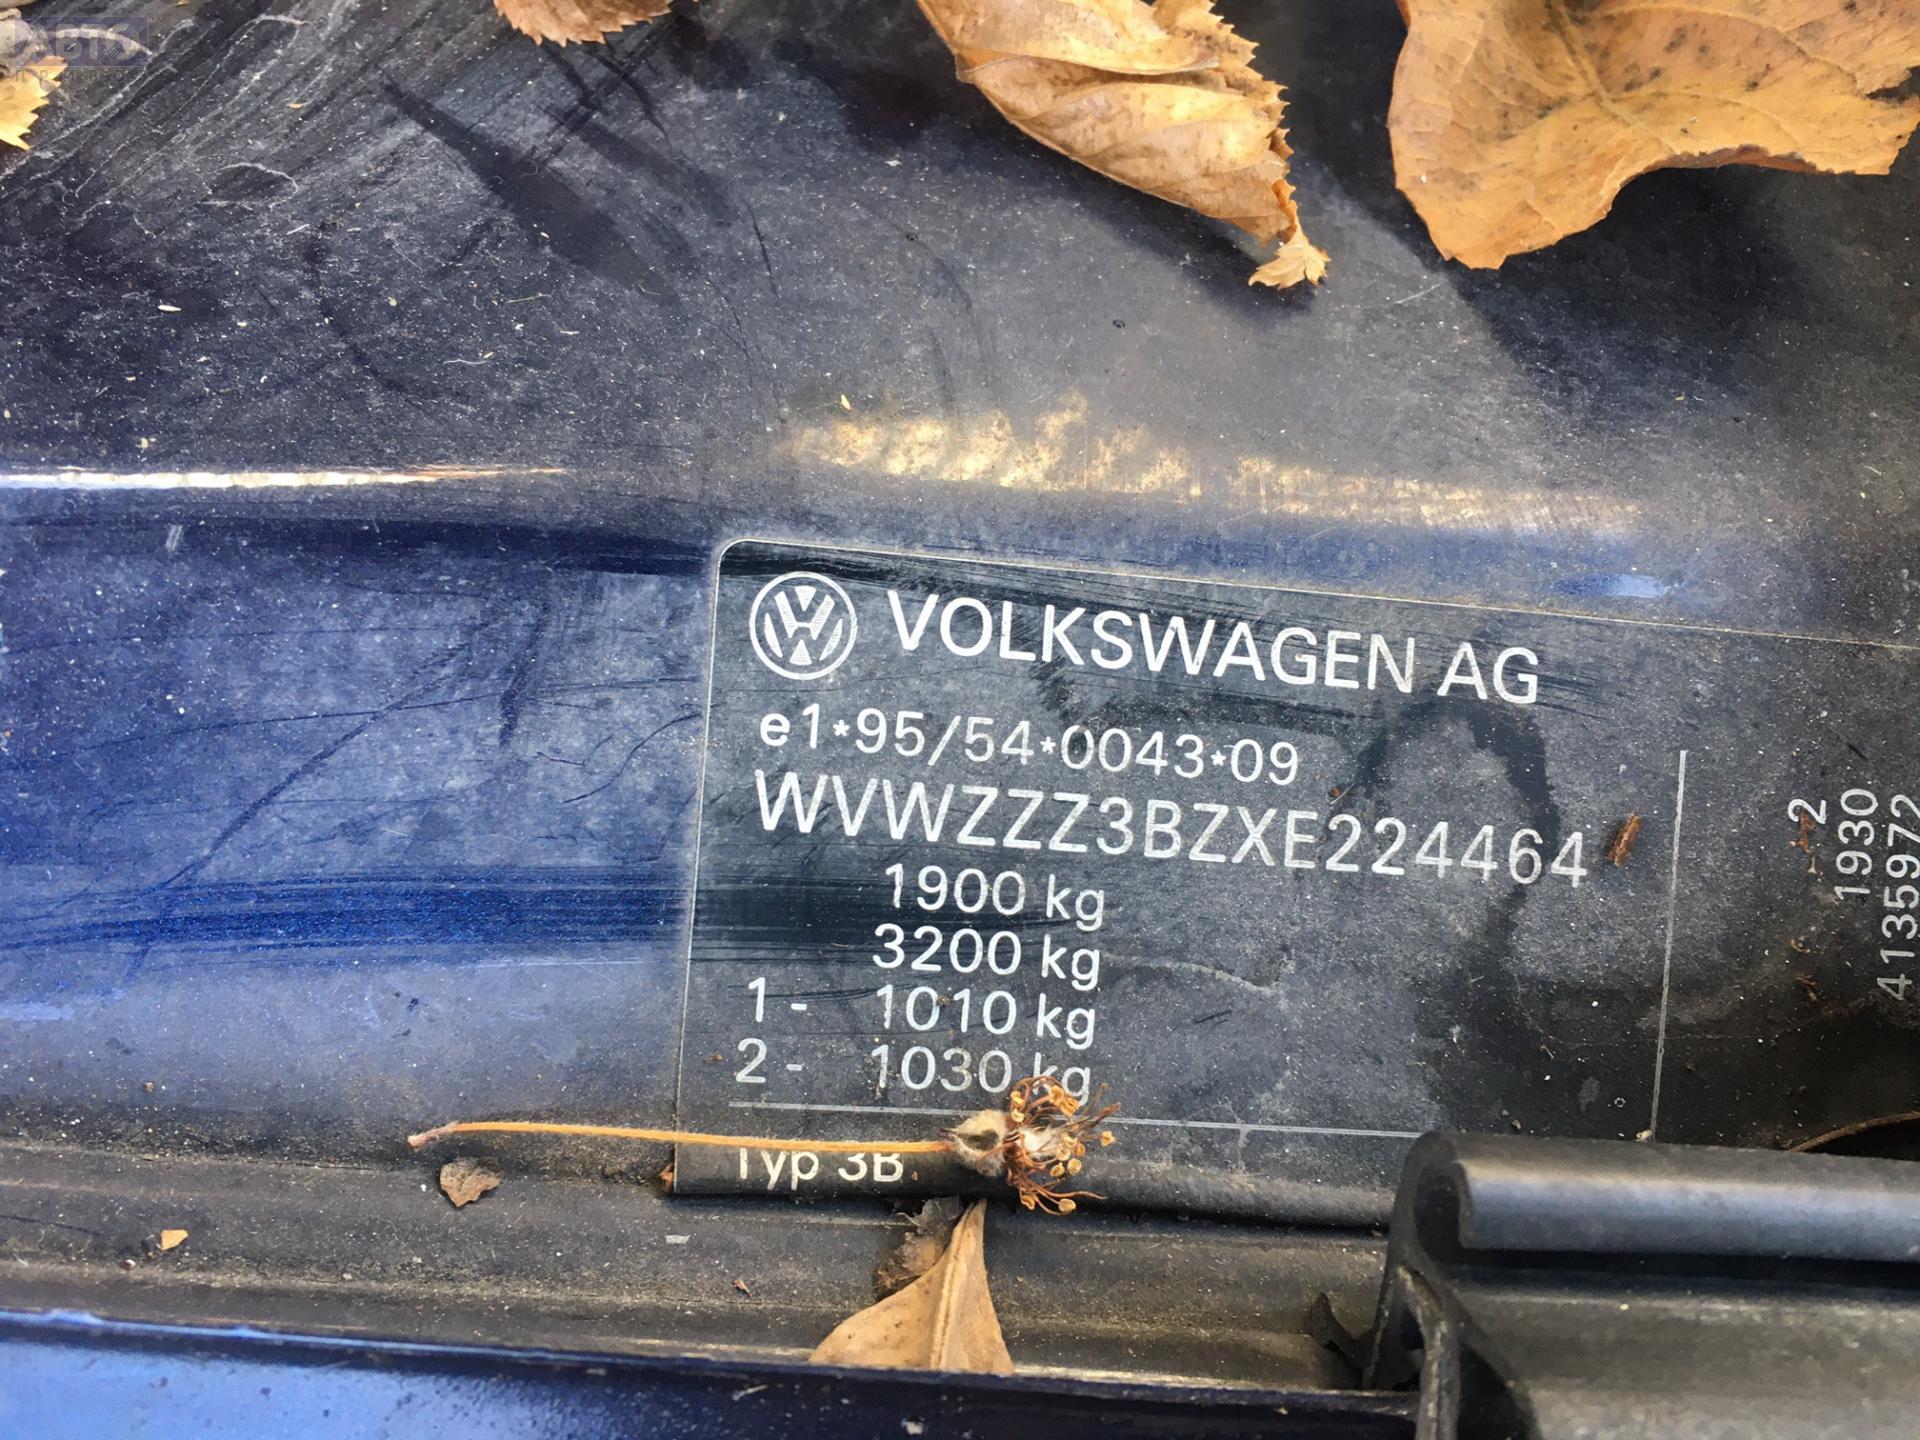 VOLKSWAGEN AG
e1*95/54*0043*09
WVWZZZ3BZXE224464
1900 kg
3200 kg
1- 1010 kg
2- 1030 kg
Typ 3B
2
1930
4135972
АВТО